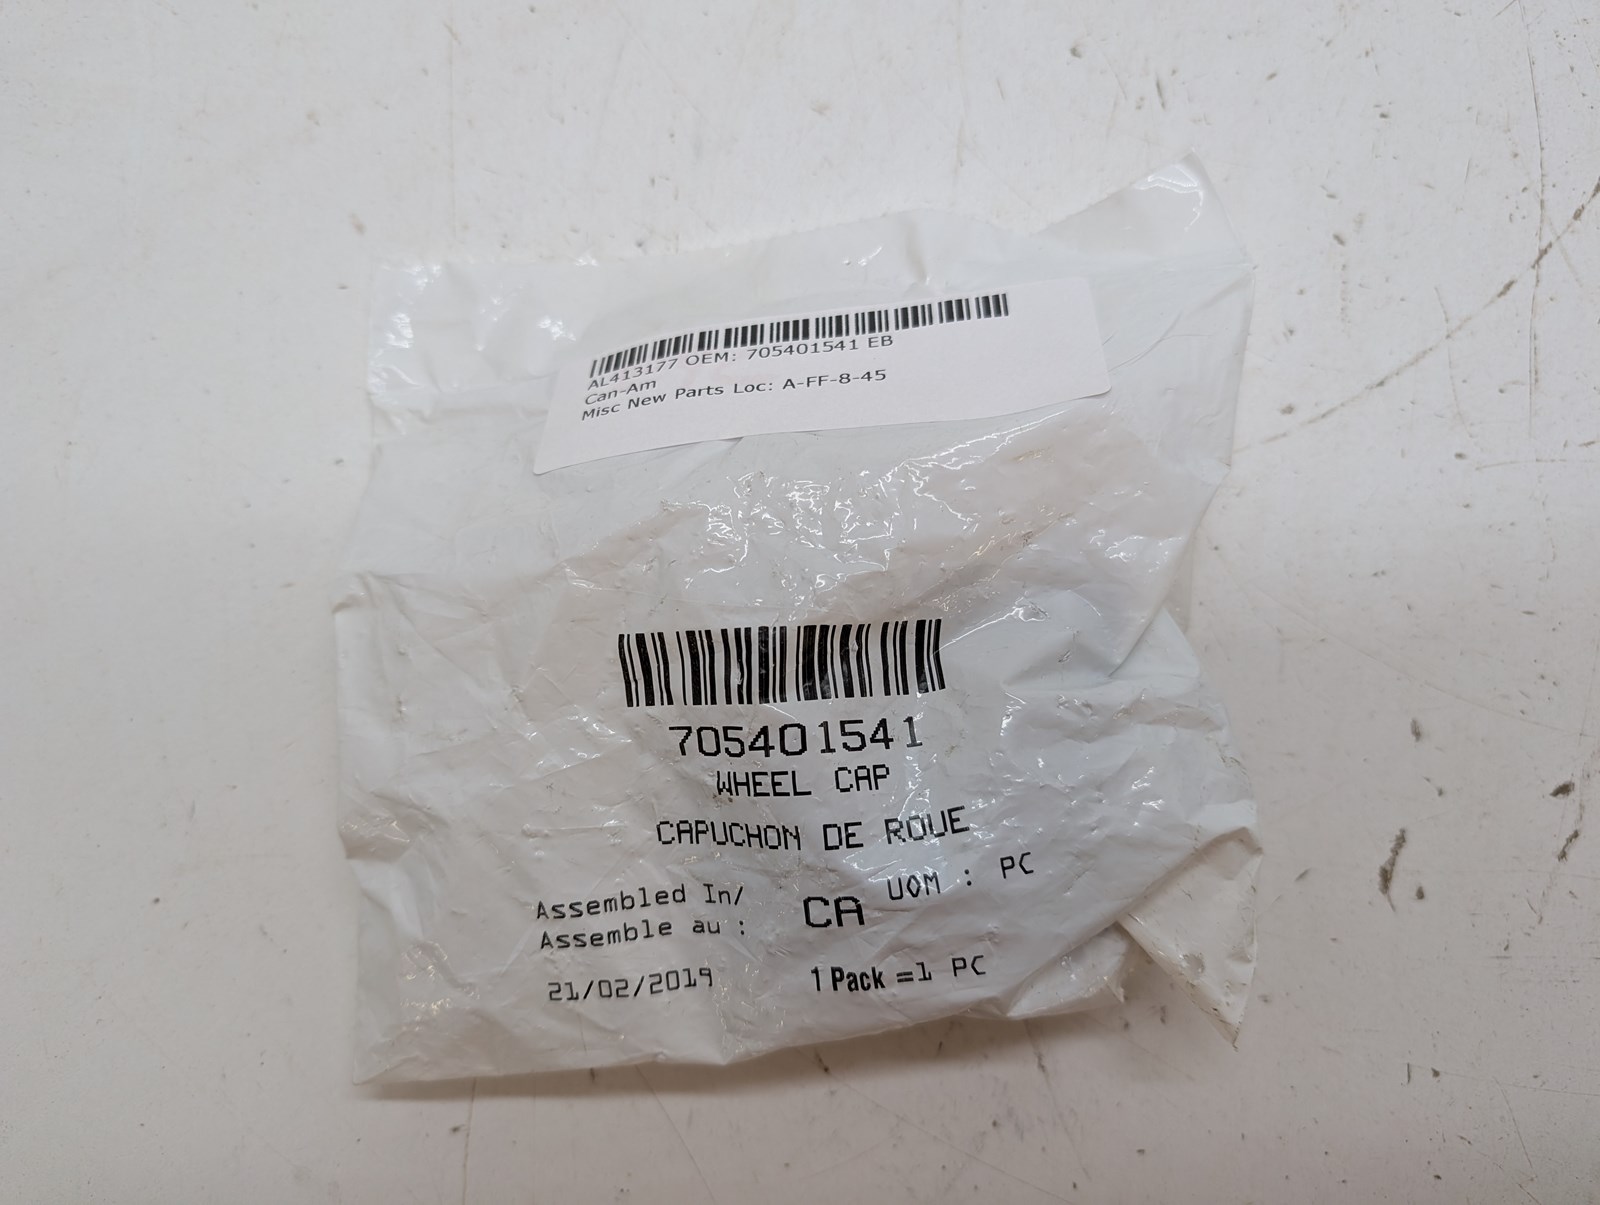 AL413177 OEM: 705401541 EB
Can-Am
Misc New Parts Loc: A-FF-8-45
705401541
WHEEL CAP
CAPUCHON DE ROUE
Assembled In/
Assemble au :
CA
UOM : PC
21/02/2019
1 Pack =1 PC